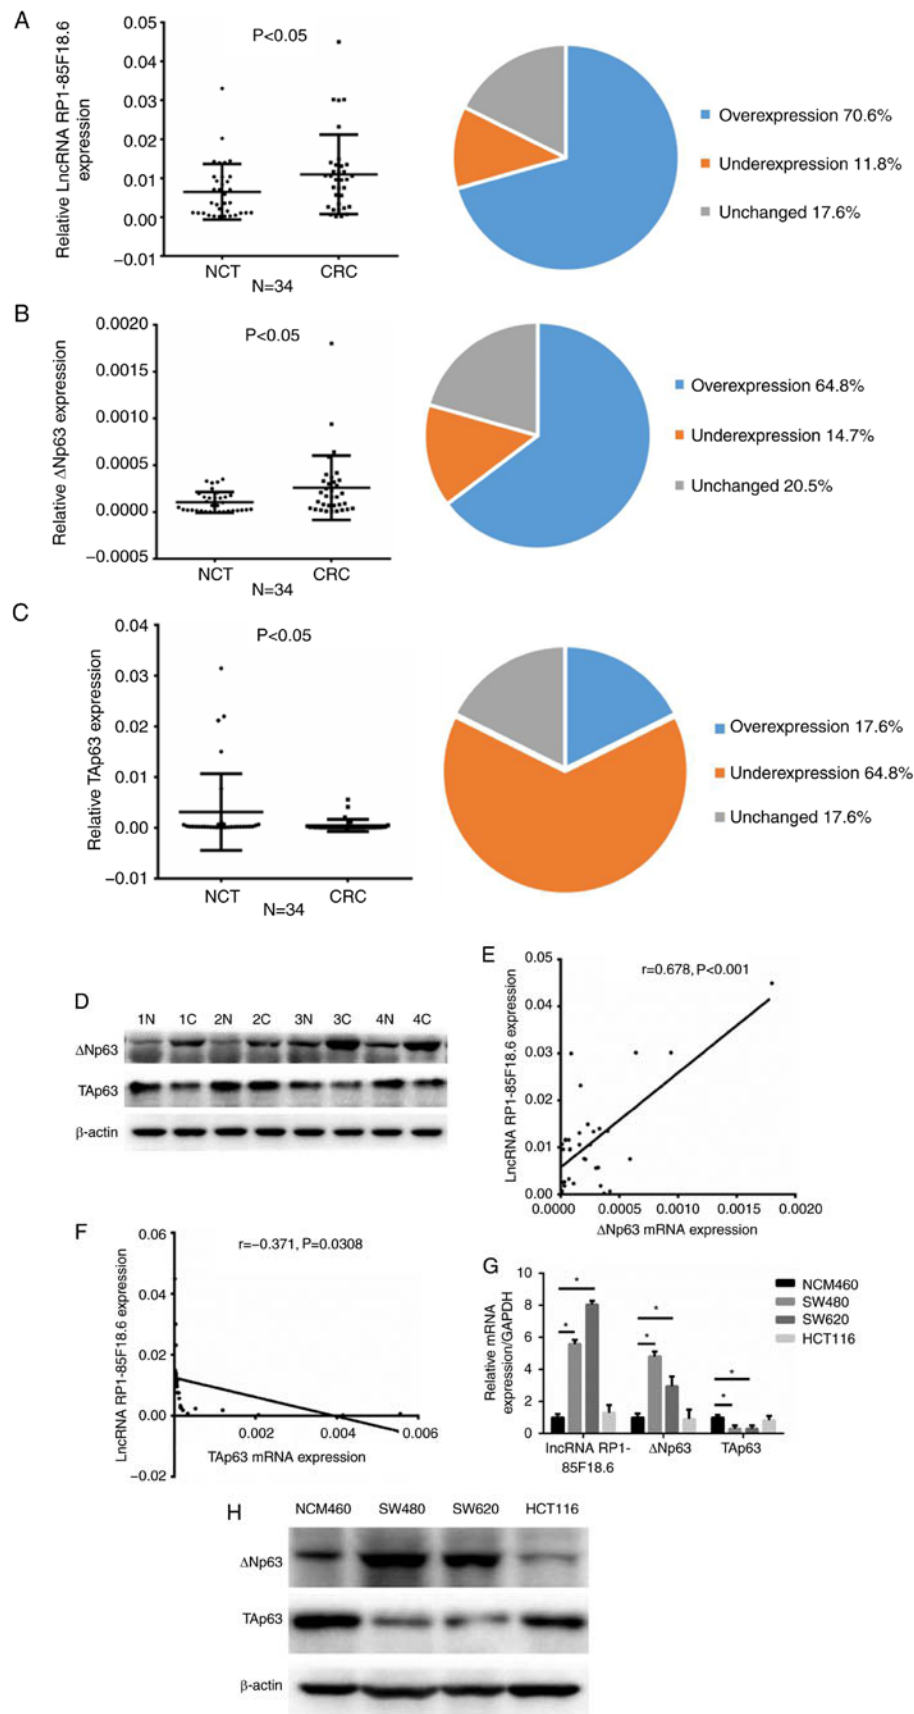 A
Relative LncRNA RP1-85F18.6
expression
0.05
0.04
0.03
0.02
0.01
0.00
−0.01
P<0.05
NCT
CRC
N=34
Overexpression 70.6%
Underexpression 11.8%
Unchanged 17.6%
B
Relative ΔNp63 expression
0.0020
0.0015
0.0010
0.0005
0.0000
−0.0005
P<0.05
NCT
CRC
N=34
Overexpression 64.8%
Underexpression 14.7%
Unchanged 20.5%
C
Relative TAp63 expression
0.04
0.03
0.02
0.01
0.00
−0.01
P<0.05
NCT
CRC
N=34
Overexpression 17.6%
Underexpression 64.8%
Unchanged 17.6%
D
1N 1C 2N 2C 3N 3C 4N 4C
ΔNp63
TAp63
β-actin
E
LncRNA RP1-85F18.6 expression
0.05
0.04
0.03
0.02
0.01
0.00
r=0.678, P<0.001
0.0000 0.0005 0.0010 0.0015 0.0020
ΔNp63 mRNA expression
F
LncRNA RP1-85F18.6 expression
0.06
0.04
0.02
0.00
−0.02
r=−0.371, P=0.0308
0.002 0.004 0.006
TAp63 mRNA expression
G
Relative mRNA
expression/GAPDH
10
8
6
4
2
0
* * * * * *
NCM460
SW480
SW620
HCT116
lncRNA RP1-
85F18.6
ΔNp63
TAp63
H
NCM460 SW480 SW620 HCT116
ΔNp63
TAp63
β-actin